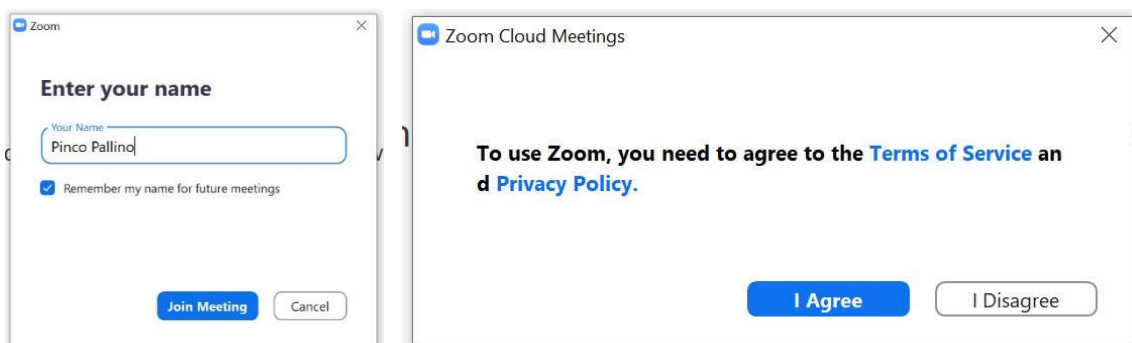 Zoom
Enter your name
Your Name
Pinco Pallino
Remember my name for future meetings
Join Meeting
Cancel
Zoom Cloud Meetings
To use Zoom, you need to agree to the Terms of Service an
d Privacy Policy.
I Agree
I Disagree